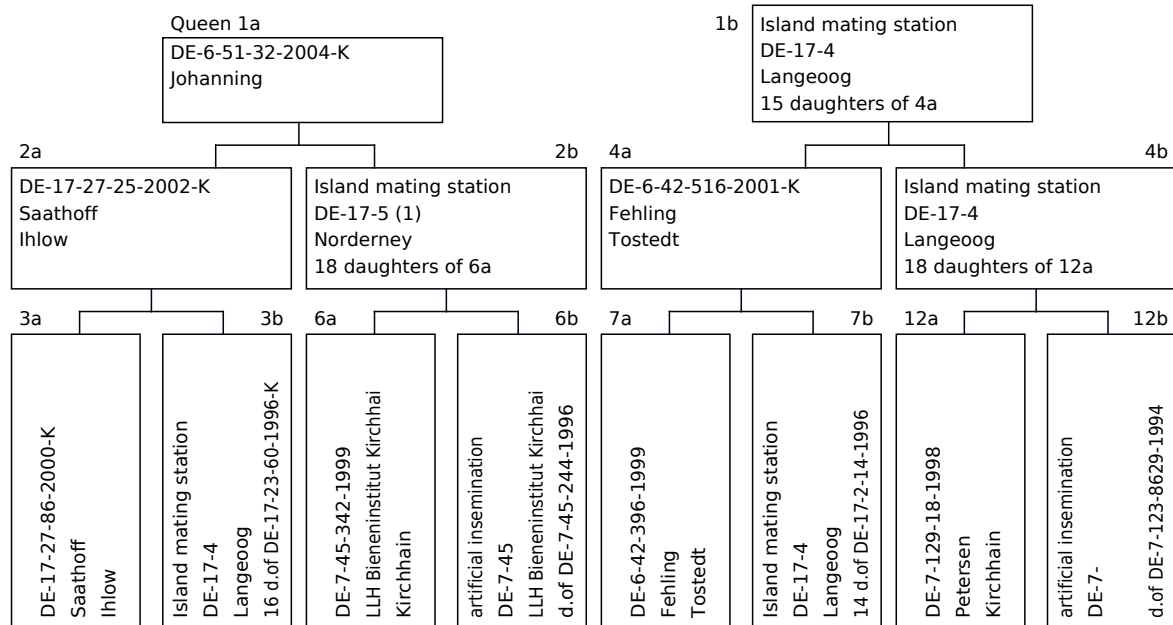 Queen 1a
DE-6-51-32-2004-K
Johanning
1b
Island mating station
DE-17-4
Langeoog
15 daughters of 4a
2a
DE-17-27-25-2002-K
Saathoff
Ihlow
2b
Island mating station
DE-17-5 (1)
Norderney
18 daughters of 6a
4a
DE-6-42-516-2001-K
Fehling
Tostedt
4b
Island mating station
DE-17-4
Langeoog
18 daughters of 12a
3a
DE-17-27-86-2000-K
Saathoff
Ihlow
3b
Island mating station
DE-17-4
Langeoog
16 d.of DE-17-23-60-1996-K
6a
DE-7-45-342-1999
LLH Bieneninstitut Kirchhai
Kirchhain
6b
artificial insemination
DE-7-45
LLH Bieneninstitut Kirchhai
d.of DE-7-45-244-1996
7a
DE-6-42-396-1999
Fehling
Tostedt
7b
Island mating station
DE-17-4
Langeoog
14 d.of DE-17-2-14-1996
12a
DE-7-129-18-1998
Petersen
Kirchhain
12b
artificial insemination
DE-7-
d.of DE-7-123-8629-1994